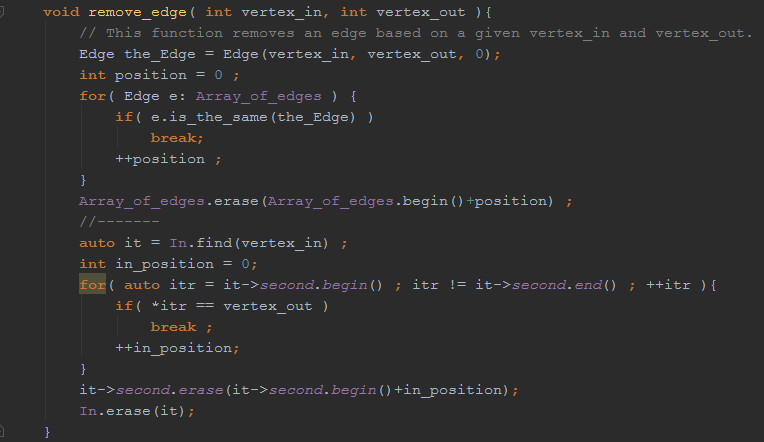 void remove_edge( int vertex_in, int vertex_out ){
// This function removes an edge based on a given vertex_in and vertex_out.
Edge the_Edge = Edge(vertex_in, vertex_out, 0);
int position = 0 ;
for( Edge e: Array_of_edges ) {
if( e.is_the_same(the_Edge) )
break;
++position ;
}
Array_of_edges.erase(Array_of_edges.begin()+position) ;
//-------
auto it = In.find(vertex_in) ;
int in_position = 0;
for( auto itr = it->second.begin() ; itr != it->second.end() ; ++itr ){
if( *itr == vertex_out )
break ;
++in_position;
}
it->second.erase(it->second.begin()+in_position);
In.erase(it);
}